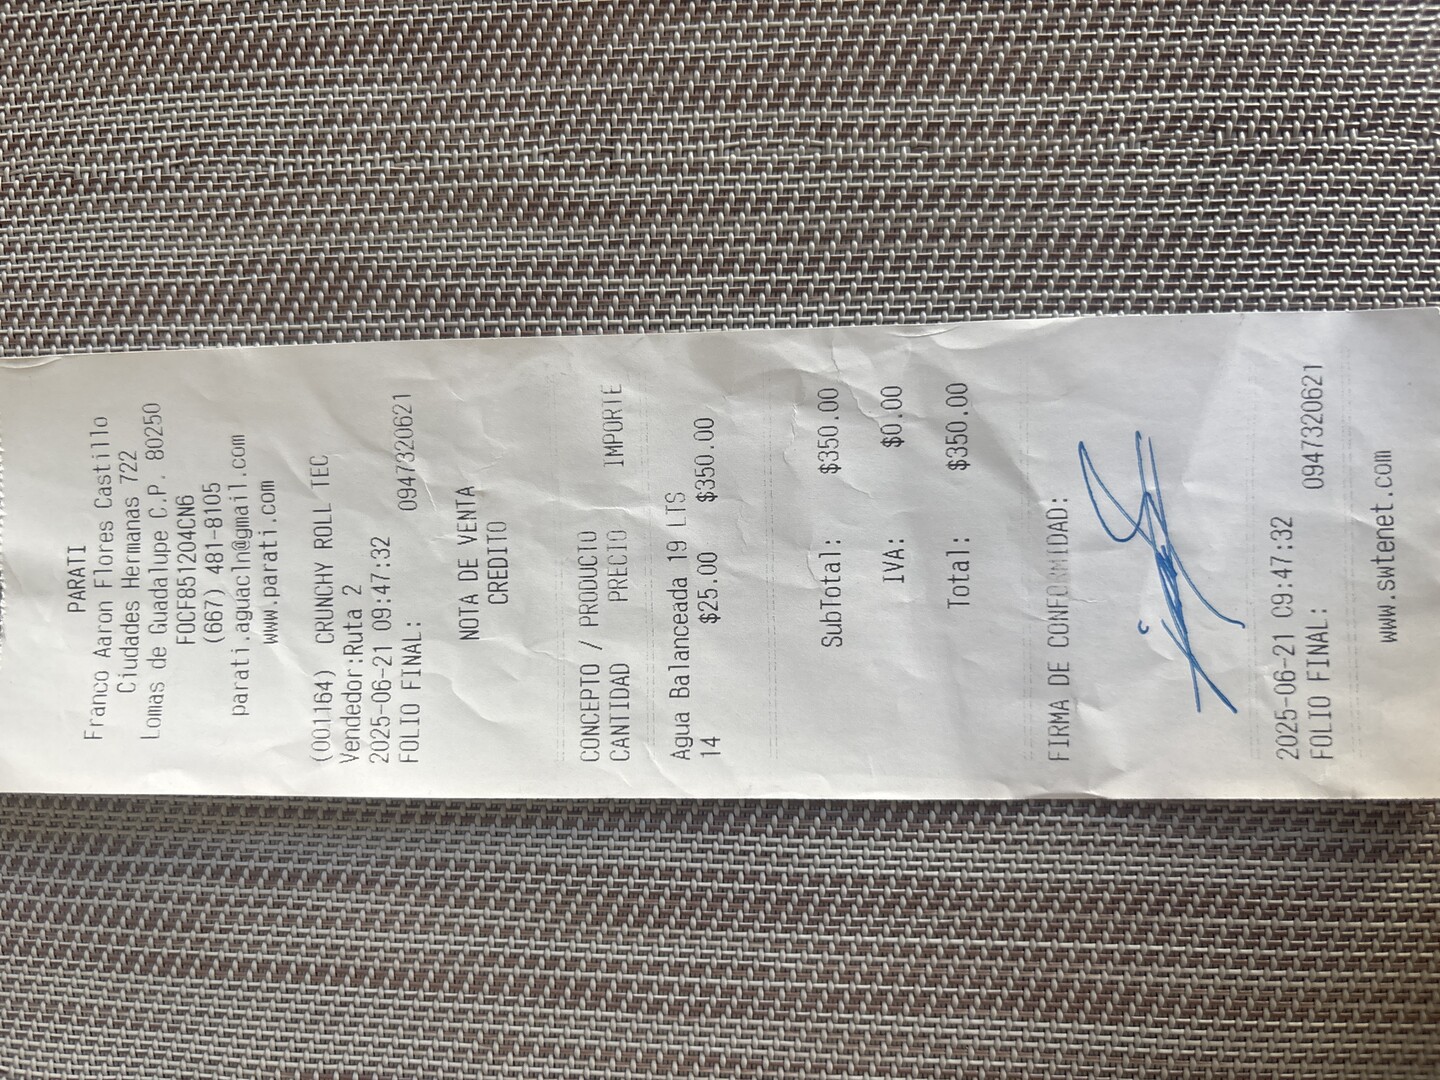 PARATI
Franco Aaron Flores Castillo
Ciudades Hermanas 722
Lomas de Guadalupe C.P. 80250
FOCF851204CN6
(667) 481-8105
parati.aguacln@gmail.com
www.parati.com
(001164) CRUNCHY ROLL TEC
Vendedor:Ruta 2
2025-06-21 09:47:32
FOLIO FINAL: 0947320621
NOTA DE VENTA
CREDITO
CONCEPTO / PRODUCTO
CANTIDAD PRECIO IMPORTE
Agua Balanceada 19 LTS
14 $25.00 $350.00
SubTotal: $350.00
IVA: $0.00
Total: $350.00
FIRMA DE CONFORMIDAD:
2025-06-21 09:47:32
FOLIO FINAL: 0947320621
www.swtenet.com